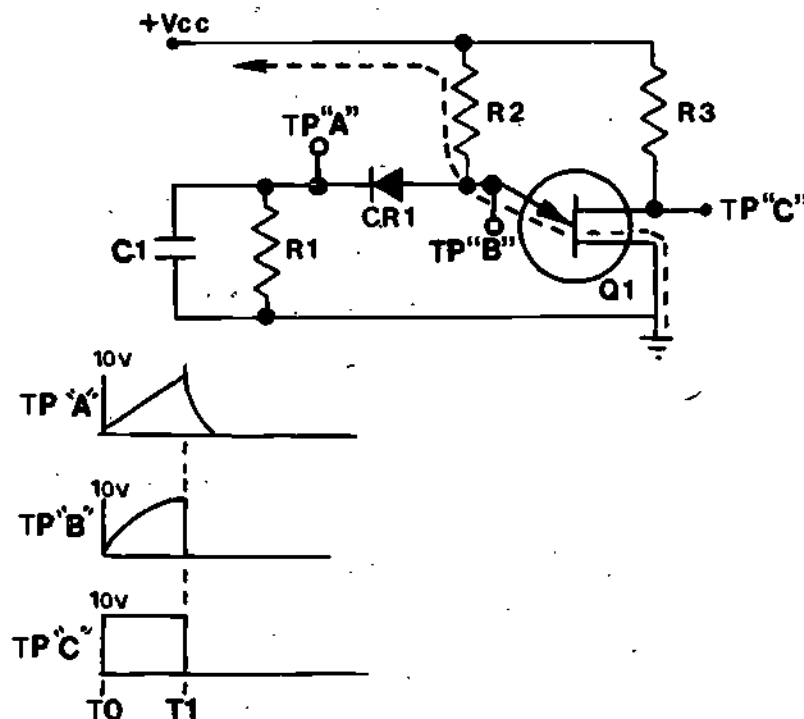 +Vcc
R2
R3
TP"A"
CR1
TP"B"
TP"C"
C1
R1
Q1
10V
TP"A"
10V
TP"B"
10V
TP"C"
T0 T1